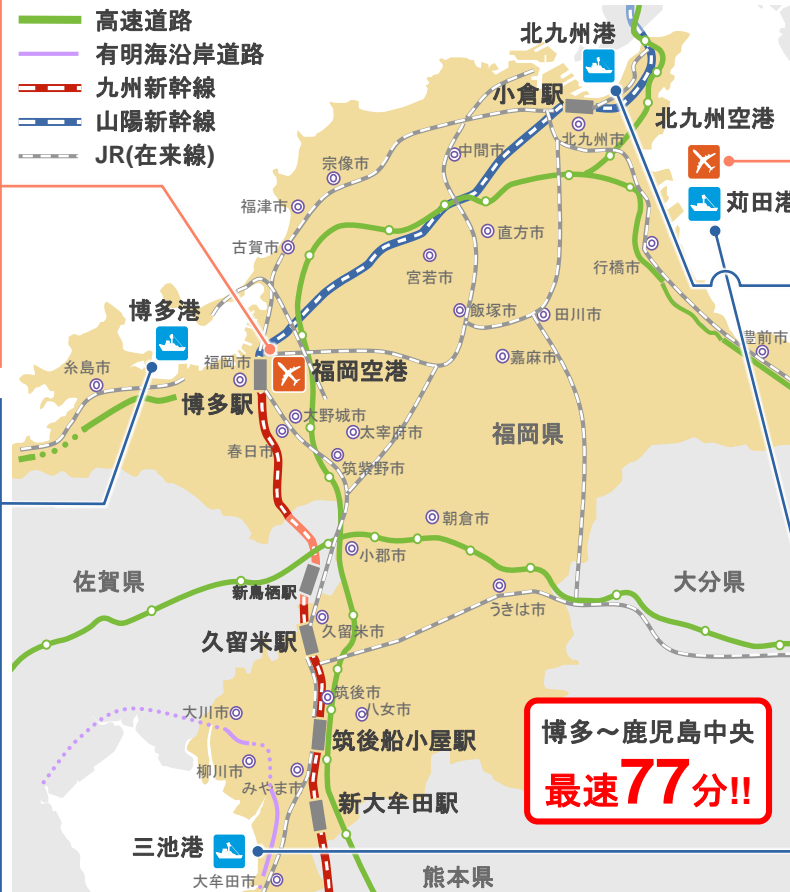 高速道路
有明海沿岸道路
九州新幹線
山陽新幹線
JR(在来線)
北九州港
小倉駅
北九州空港
北九州市
中間市
宗像市
苅田港
福津市
直方市
古賀市
行橋市
宮若市
博多港
飯塚市
田川市
豊前市
糸島市
福岡市
福岡空港
嘉麻市
博多駅
大野城市
太宰府市
福岡県
春日市
筑紫野市
朝倉市
小郡市
佐賀県
新鳥栖駅
大分県
うきは市
久留米市
久留米駅
筑後市
大川市
八女市
筑後船小屋駅
博多～鹿児島中央
最速77分!!
柳川市
みやま市
新大牟田駅
三池港
大牟田市
熊本県